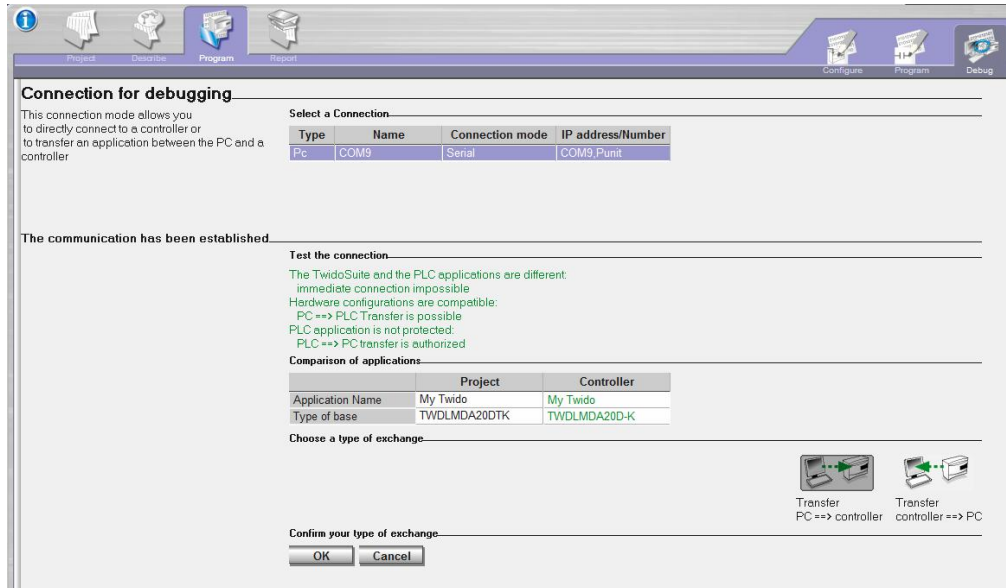 Project Describe Program Report
Configure Program Debug
Connection for debugging
This connection mode allows you
to directly connect to a controller or
to transfer an application between the PC and a
controller
Select a Connection
Type Name Connection mode IP address/Number
Pc COM9 Serial COM9,Punit
The communication has been established
Test the connection
The TwidoSuite and the PLC applications are different:
immediate connection impossible
Hardware configurations are compatible:
PC ==> PLC Transfer is possible
PLC application is not protected:
PLC ==> PC transfer is authorized
Comparison of applications
Project Controller
Application Name My Twido My Twido
Type of base TWDLMDA20DTK TWDLMDA20D-K
Choose a type of exchange
Transfer
PC ==> controller
Transfer
controller ==> PC
Confirm your type of exchange
OK Cancel